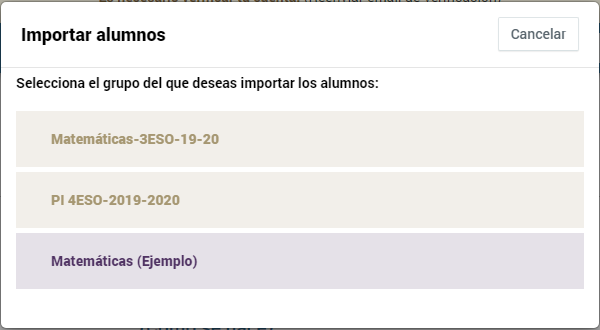 Importar alumnos
Cancelar
Selecciona el grupo del que deseas importar los alumnos:
Matemáticas-3ESO-19-20
PI 4ESO-2019-2020
Matemáticas (Ejemplo)